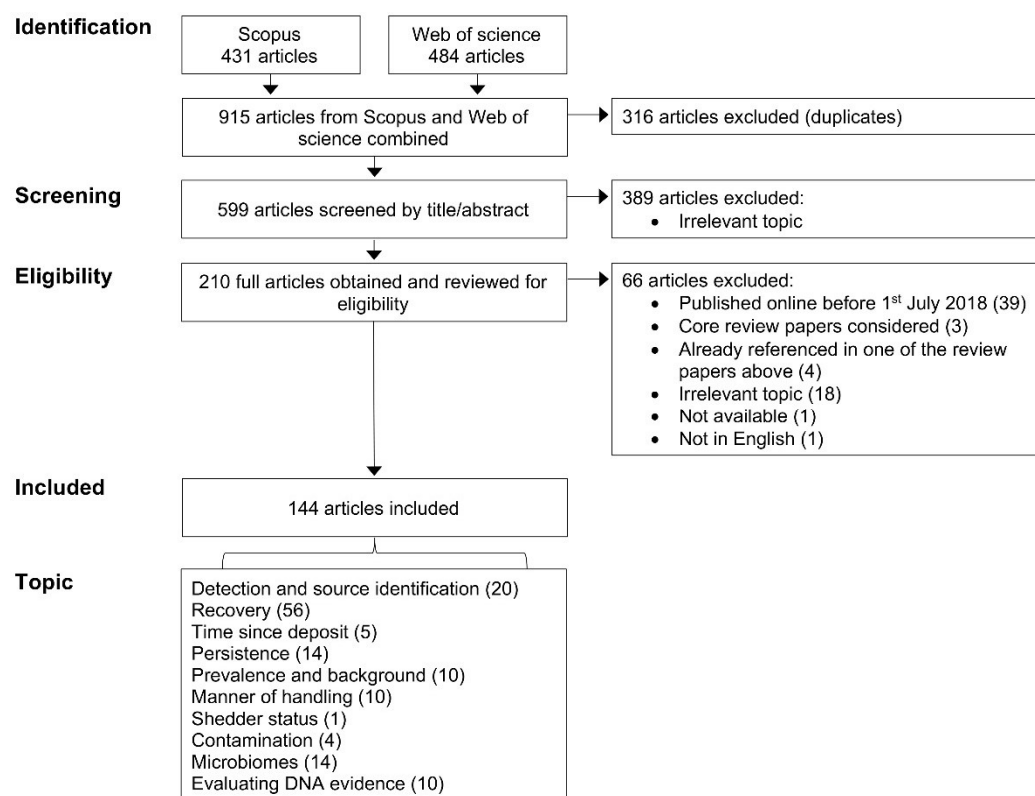 Identification
Scopus
431 articles
Web of science
484 articles
915 articles from Scopus and Web of
science combined
316 articles excluded (duplicates)
Screening
599 articles screened by title/abstract
389 articles excluded:
• Irrelevant topic
Eligibility
210 full articles obtained and reviewed for
eligibility
66 articles excluded:
• Published online before 1st July 2018 (39)
• Core review papers considered (3)
• Already referenced in one of the review
papers above (4)
• Irrelevant topic (18)
• Not available (1)
• Not in English (1)
Included
144 articles included
Topic
Detection and source identification (20)
Recovery (56)
Time since deposit (5)
Persistence (14)
Prevalence and background (10)
Manner of handling (10)
Shedder status (1)
Contamination (4)
Microbiomes (14)
Evaluating DNA evidence (10)